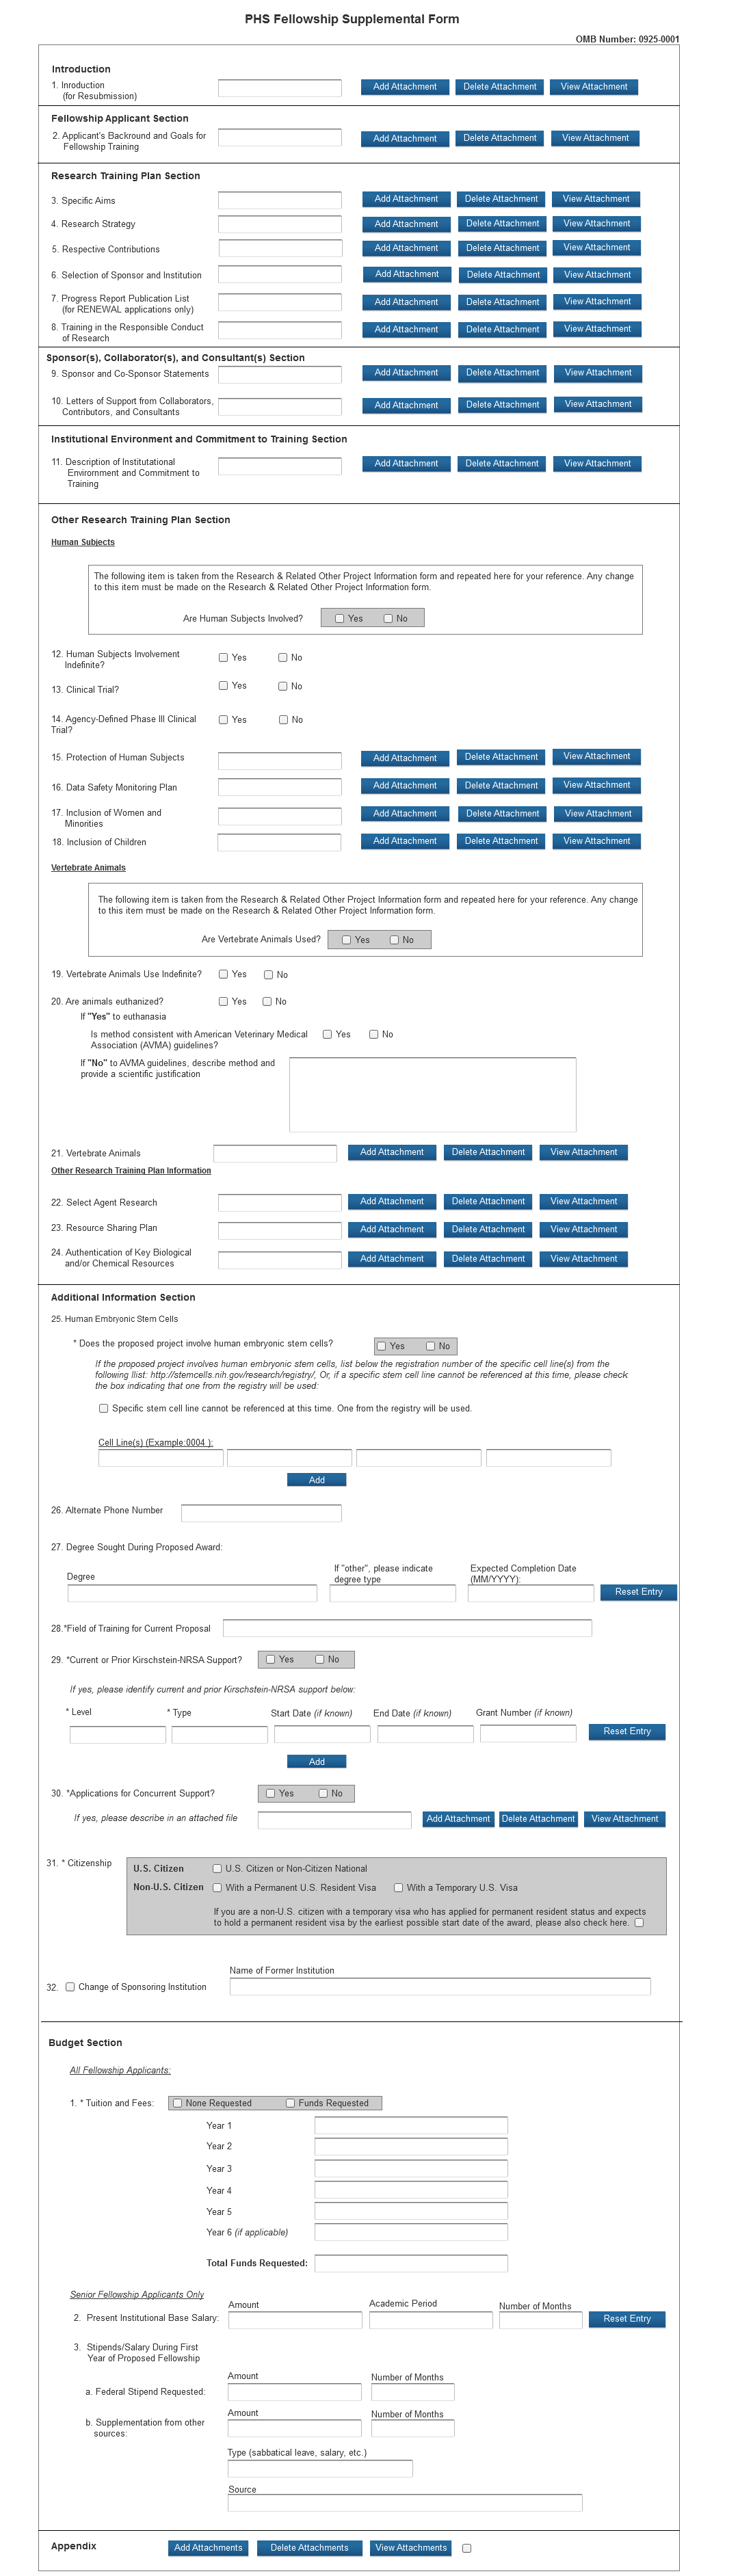 PHS Fellowship Supplemental Form
OMB Number: 0925-0001
Introduction
1. Inroduction
(for Resubmission)
Add Attachment Delete Attachment View Attachment
Fellowship Applicant Section
2. Applicant's Backround and Goals for
Fellowship Training
Add Attachment Delete Attachment View Attachment
Research Training Plan Section
3. Specific Aims Add Attachment Delete Attachment View Attachment
4. Research Strategy Add Attachment Delete Attachment View Attachment
5. Respective Contributions Add Attachment Delete Attachment View Attachment
6. Selection of Sponsor and Institution Add Attachment Delete Attachment View Attachment
7. Progress Report Publication List
(for RENEWAL applications only)
Add Attachment Delete Attachment View Attachment
8. Training in the Responsible Conduct
of Research
Add Attachment Delete Attachment View Attachment
Sponsor(s), Collaborator(s), and Consultant(s) Section
9. Sponsor and Co-Sponsor Statements Add Attachment Delete Attachment View Attachment
10. Letters of Support from Collaborators,
Contributors, and Consultants
Add Attachment Delete Attachment View Attachment
Institutional Environment and Commitment to Training Section
11. Description of Institutational
Envirornment and Commitment to
Training
Add Attachment Delete Attachment View Attachment
Other Research Training Plan Section
Human Subjects
The following item is taken from the Research & Related Other Project Information form and repeated here for your reference. Any change
to this item must be made on the Research & Related Other Project Information form.
Are Human Subjects Involved? Yes No
12. Human Subjects Involvement
Indefinite?
Yes No
13. Clinical Trial? Yes No
14. Agency-Defined Phase III Clinical
Trial?
Yes No
15. Protection of Human Subjects Add Attachment Delete Attachment View Attachment
16. Data Safety Monitoring Plan Add Attachment Delete Attachment View Attachment
17. Inclusion of Women and
Minorities
Add Attachment Delete Attachment View Attachment
18. Inclusion of Children Add Attachment Delete Attachment View Attachment
Vertebrate Animals
The following item is taken from the Research & Related Other Project Information form and repeated here for your reference. Any change
to this item must be made on the Research & Related Other Project Information form.
Are Vertebrate Animals Used? Yes No
19. Vertebrate Animals Use Indefinite? Yes No
20. Are animals euthanized? Yes No
If "Yes" to euthanasia
Is method consistent with American Veterinary Medical
Association (AVMA) guidelines?
Yes No
If "No" to AVMA guidelines, describe method and
provide a scientific justification
21. Vertebrate Animals Add Attachment Delete Attachment View Attachment
Other Research Training Plan Information
22. Select Agent Research Add Attachment Delete Attachment View Attachment
23. Resource Sharing Plan Add Attachment Delete Attachment View Attachment
24. Authentication of Key Biological
and/or Chemical Resources
Add Attachment Delete Attachment View Attachment
Additional Information Section
25. Human Embryonic Stem Cells
* Does the proposed project involve human embryonic stem cells? Yes No
If the proposed project involves human embryonic stem cells, list below the registration number of the specific cell line(s) from the
following llist: http://stemcells.nih.gov/research/registry/, Or, if a specific stem cell line cannot be referenced at this time, please check
the box indicating that one from the registry will be used:
Specific stem cell line cannot be referenced at this time. One from the registry will be used.
Cell Line(s) (Example:0004 ):
Add
26. Alternate Phone Number
27. Degree Sought During Proposed Award:
Degree
If "other", please indicate
degree type
Expected Completion Date
(MM/YYYY):
Reset Entry
28.*Field of Training for Current Proposal
29. *Current or Prior Kirschstein-NRSA Support? Yes No
If yes, please identify current and prior Kirschstein-NRSA support below:
* Level * Type Start Date (if known) End Date (if known) Grant Number (if known)
Reset Entry
Add
30. *Applications for Concurrent Support? Yes No
If yes, please describe in an attached file Add Attachment Delete Attachment View Attachment
31. * Citizenship
U.S. Citizen U.S. Citizen or Non-Citizen National
Non-U.S. Citizen With a Permanent U.S. Resident Visa With a Temporary U.S. Visa
If you are a non-U.S. citizen with a temporary visa who has applied for permanent resident status and expects
to hold a permanent resident visa by the earliest possible start date of the award, please also check here.
Name of Former Institution
32. Change of Sponsoring Institution
Budget Section
All Fellowship Applicants:
1. * Tuition and Fees: None Requested Funds Requested
Year 1
Year 2
Year 3
Year 4
Year 5
Year 6 (if applicable)
Total Funds Requested:
Senior Fellowship Applicants Only
Amount Academic Period Number of Months
2. Present Institutional Base Salary: Reset Entry
3. Stipends/Salary During First
Year of Proposed Fellowship
Amount Number of Months
a. Federal Stipend Requested:
Amount Number of Months
b. Supplementation from other
sources:
Type (sabbatical leave, salary, etc.)
Source
Appendix Add Attachments Delete Attachments View Attachments